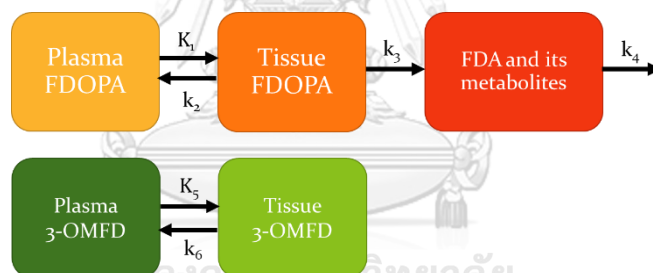 Plasma
FDOPA
K₁
k₂
Tissue
FDOPA
k₃
FDA and its
metabolites
k₄
Plasma
3-OMFD
K₅
k₆
Tissue
3-OMFD